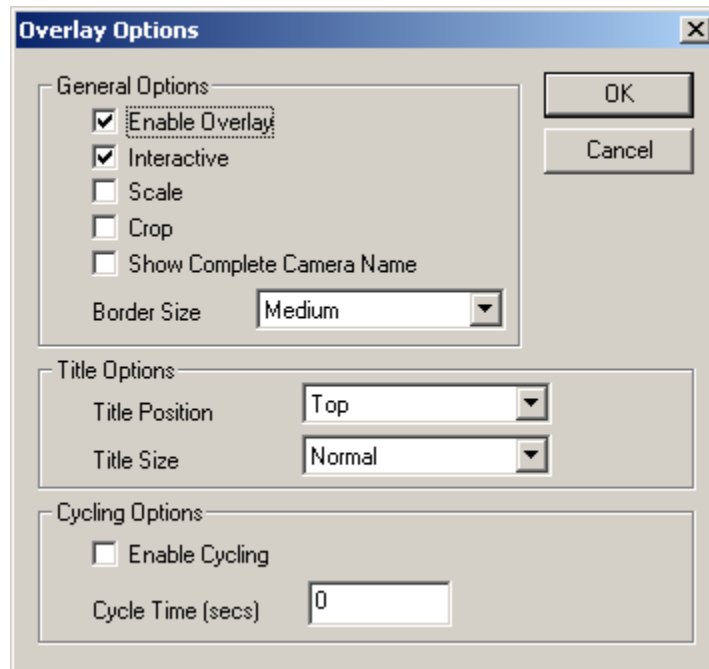 Overlay Options
General Options
Enable Overlay
Interactive
Scale
Crop
Show Complete Camera Name
Border Size Medium
OK
Cancel
Title Options
Title Position Top
Title Size Normal
Cycling Options
Enable Cycling
Cycle Time (secs) 0